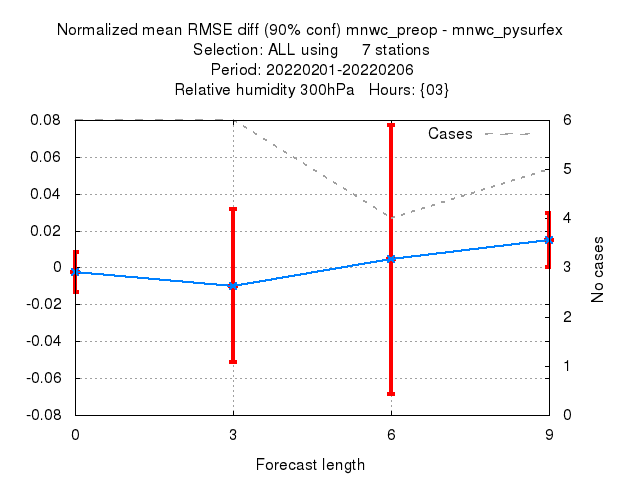 Normalized mean RMSE diff (90% conf) mnwc_preop - mnwc_pysurfex
Selection: ALL using 7 stations
Period: 20220201-20220206
Relative humidity 300hPa Hours: {03}
0.08
0.06
0.04
0.02
0
-0.02
-0.04
-0.06
-0.08
Cases
6
5
4
3
2
1
0
No cases
0 3 6 9
Forecast length